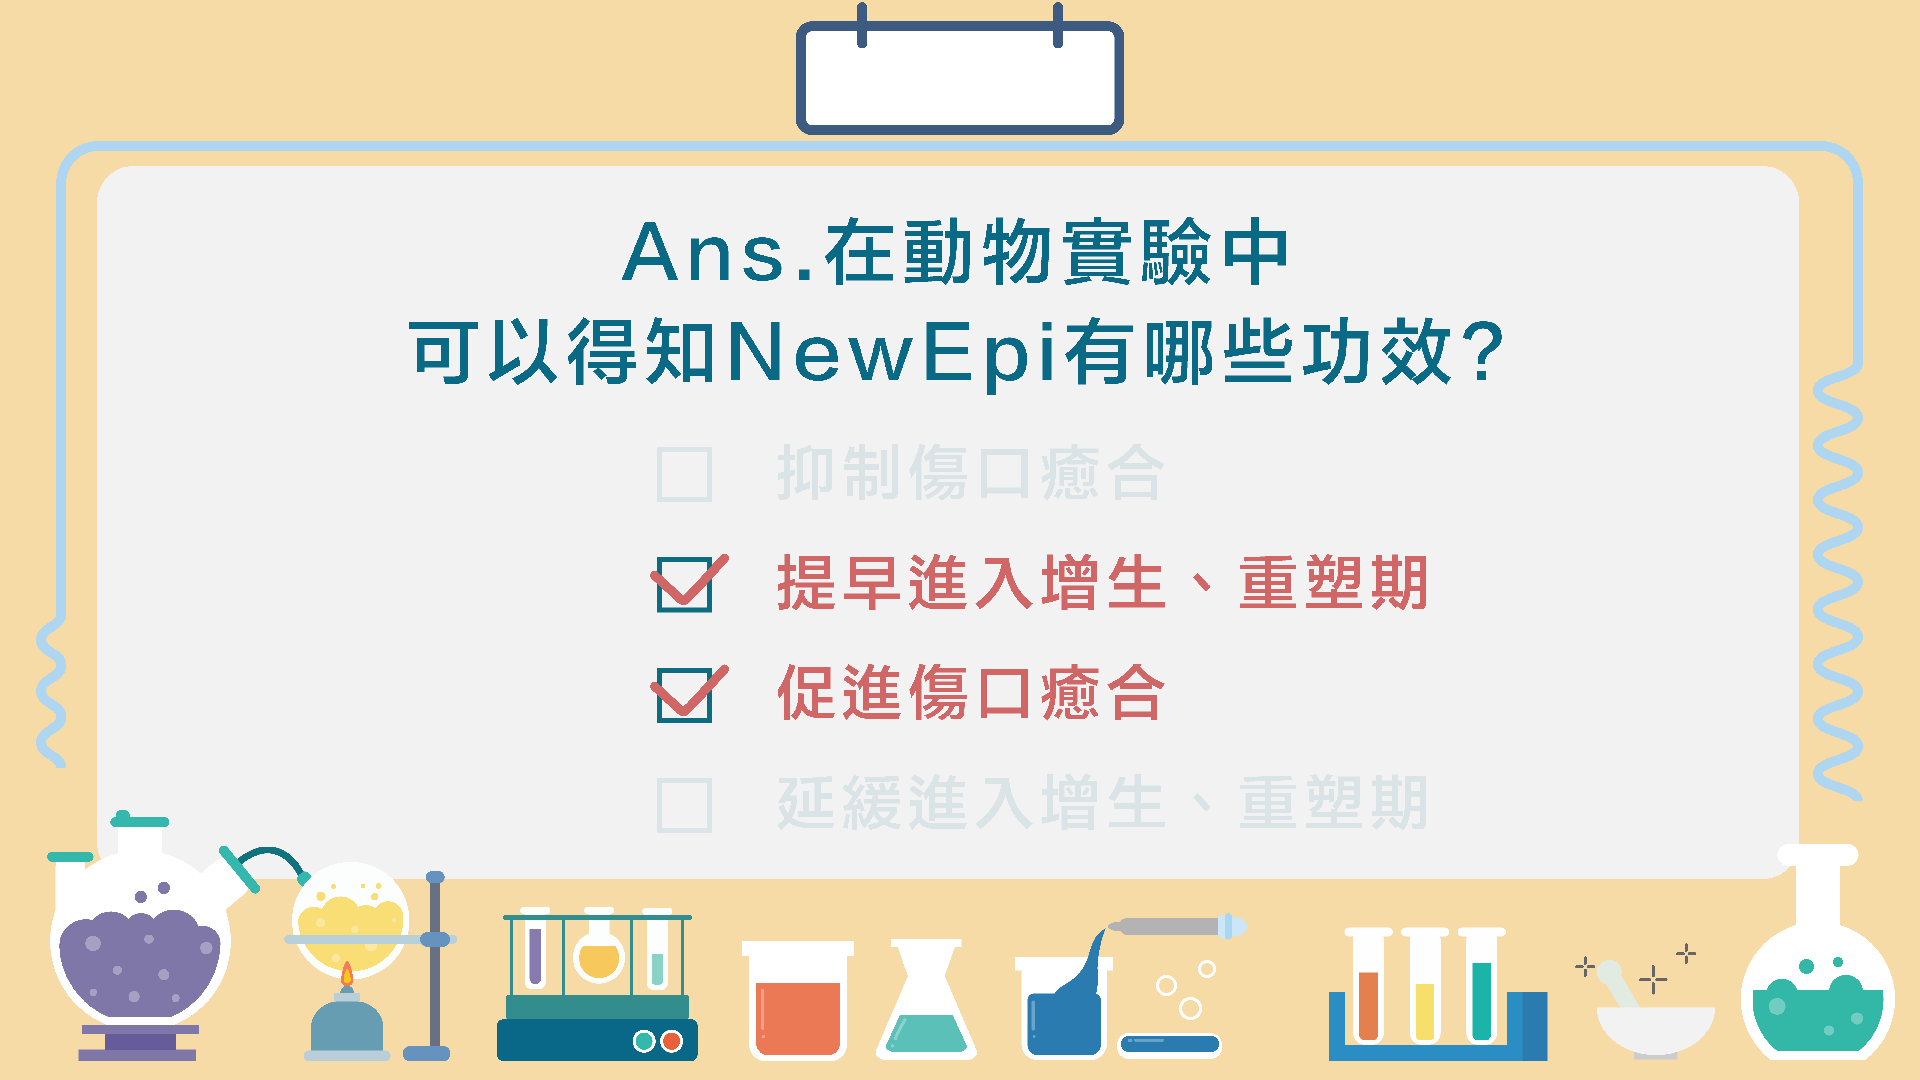 Ans.在動物實驗中
可以得知NewEpi有哪些功效?
抑制傷口癒合
提早進入增生、重塑期
促進傷口癒合
延緩進入增生、重塑期